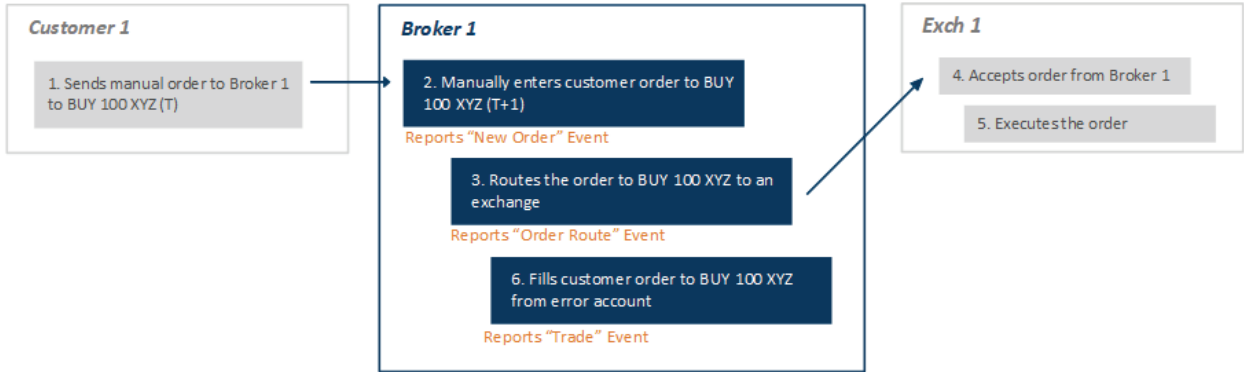 Customer 1
1. Sends manual order to Broker 1
to BUY 100 XYZ (T)
Broker 1
2. Manually enters customer order to BUY
100 XYZ (T+1)
Reports “New Order” Event
3. Routes the order to BUY 100 XYZ to an
exchange
Reports “Order Route” Event
6. Fills customer order to BUY 100 XYZ
from error account
Reports “Trade” Event
Exch 1
4. Accepts order from Broker 1
5. Executes the order